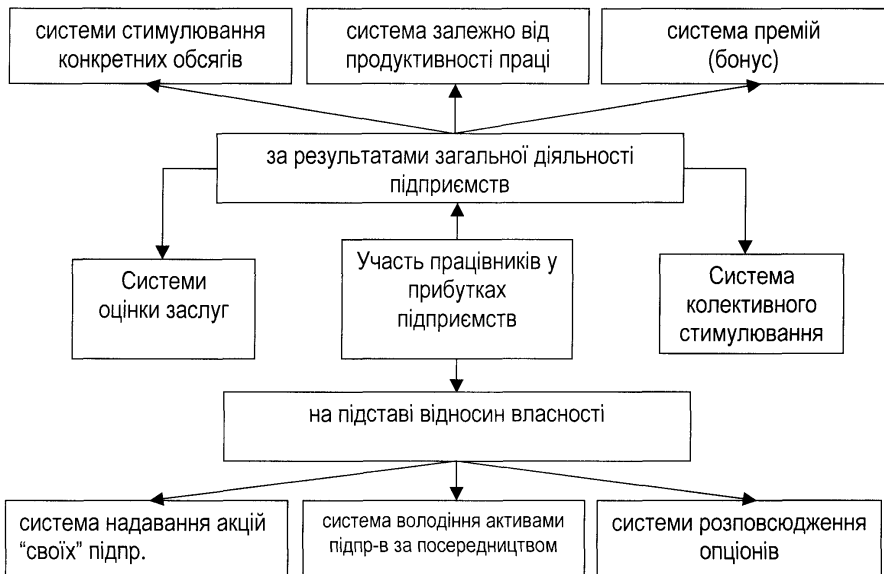 системи стимулювання
конкретних обсягів
система залежно від
продуктивності праці
система премій
(бонус)
за результатами загальної діяльності
підприємств
Системи
оцінки заслуг
Участь працівників у
прибутках
підприємств
Система
колективного
стимулювання
на підставі відносин власності
система надавання акцій
“своїх” підпр.
система володіння активами
підпр-в за посередництвом
системи розповсюдження
опціонів